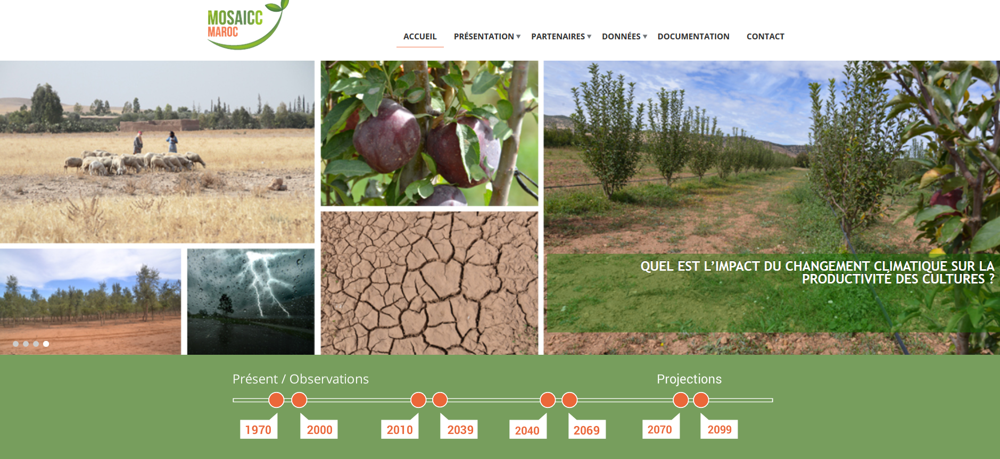 MOSAICC
MAROC
ACCUEIL
PRÉSENTATION
PARTENAIRES
DONNÉES
DOCUMENTATION
CONTACT
QUEL EST L’IMPACT DU CHANGEMENT CLIMATIQUE SUR LA
PRODUCTIVITÉ DES CULTURES ?
Présent / Observations
Projections
1970
2000
2010
2039
2040
2069
2070
2099